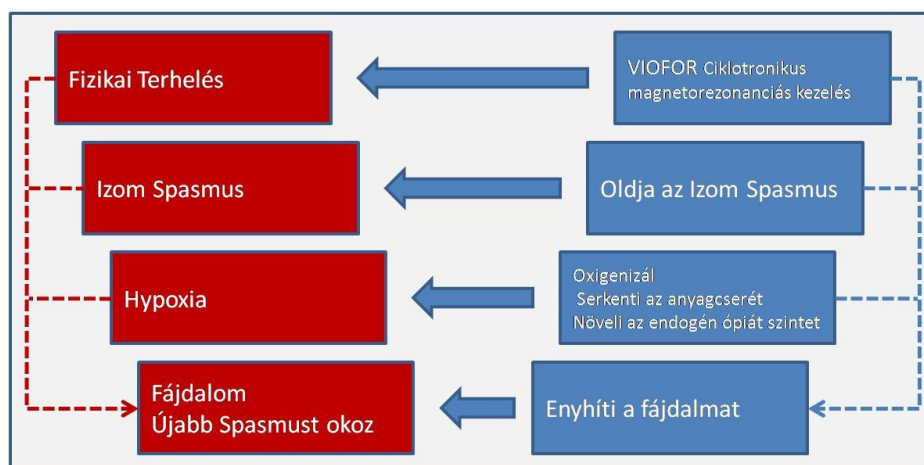 Fizikai Terhelés
VIOFOR Ciklotronikus
magnetorezonanciás kezelés
Izom Spasmus
Oldja az Izom Spasmus
Hypoxia
Oxigenizál
Serkenti az anyagcserét
Növeli az endogén ópiát szintet
Fájdalom
Újabb Spasmust okoz
Enyhíti a fájdalmat